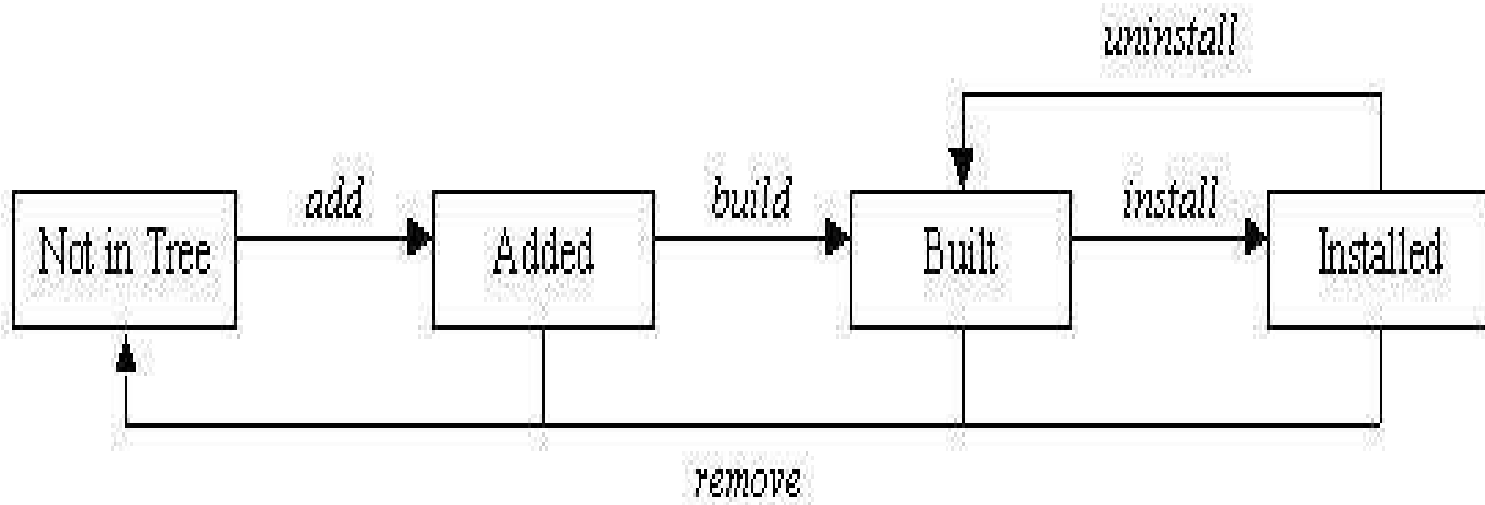 uninstall
add
build
install
Not in Tree
Added
Built
Installed
remove